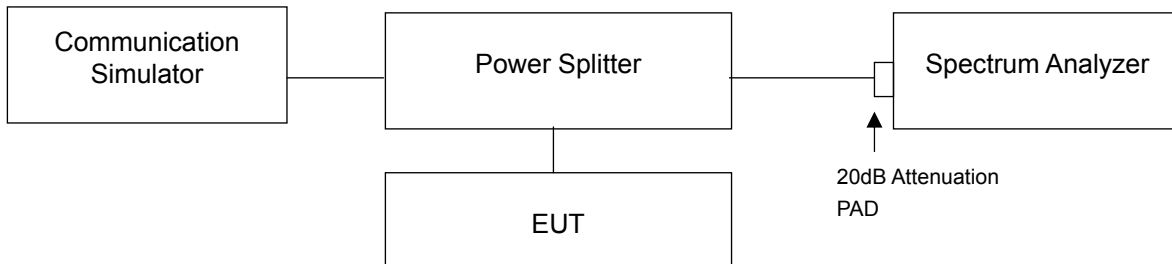 Communication
Simulator
Power Splitter
Spectrum Analyzer
20dB Attenuation
PAD
EUT